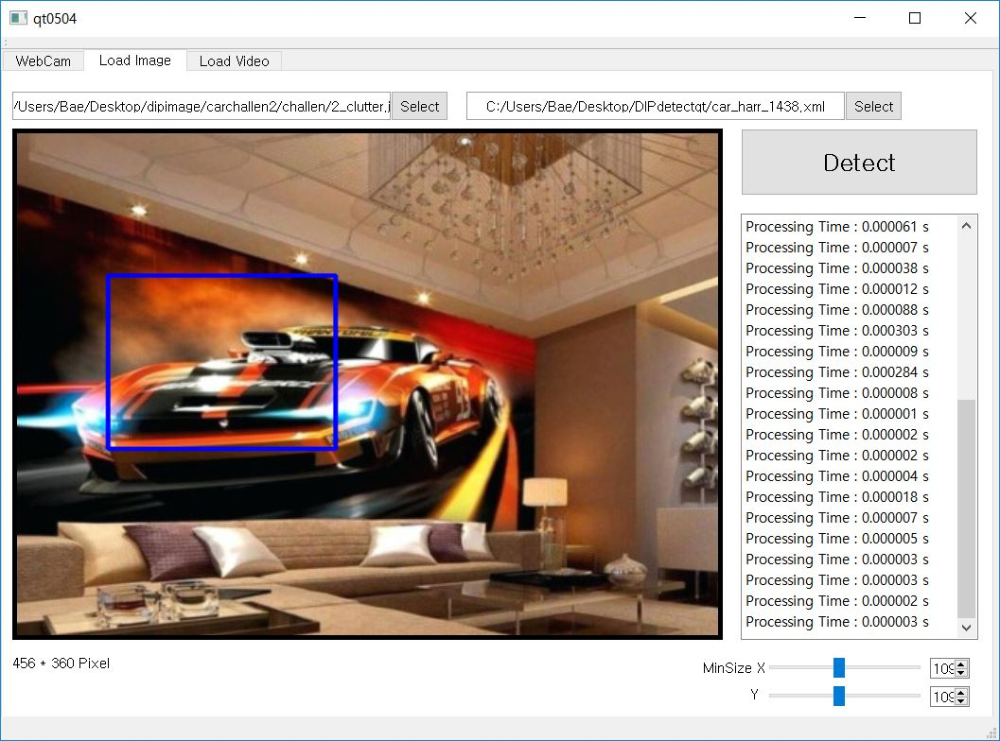 qt0504
WebCam
Load Image
Load Video
/Users/Bae/Desktop/dipimage/carchallen2/challen/2_clutter.j
Select
C:/Users/Bae/Desktop/DIPdetectqt/car_harr_1438.xml
Select
Detect
Processing Time : 0.000061 s
Processing Time : 0.000007 s
Processing Time : 0.000038 s
Processing Time : 0.000012 s
Processing Time : 0.000088 s
Processing Time : 0.000303 s
Processing Time : 0.000009 s
Processing Time : 0.000284 s
Processing Time : 0.000008 s
Processing Time : 0.000001 s
Processing Time : 0.000002 s
Processing Time : 0.000002 s
Processing Time : 0.000004 s
Processing Time : 0.000018 s
Processing Time : 0.000007 s
Processing Time : 0.000005 s
Processing Time : 0.000003 s
Processing Time : 0.000003 s
Processing Time : 0.000002 s
Processing Time : 0.000003 s
456 * 360 Pixel
MinSize X
109
Y
109